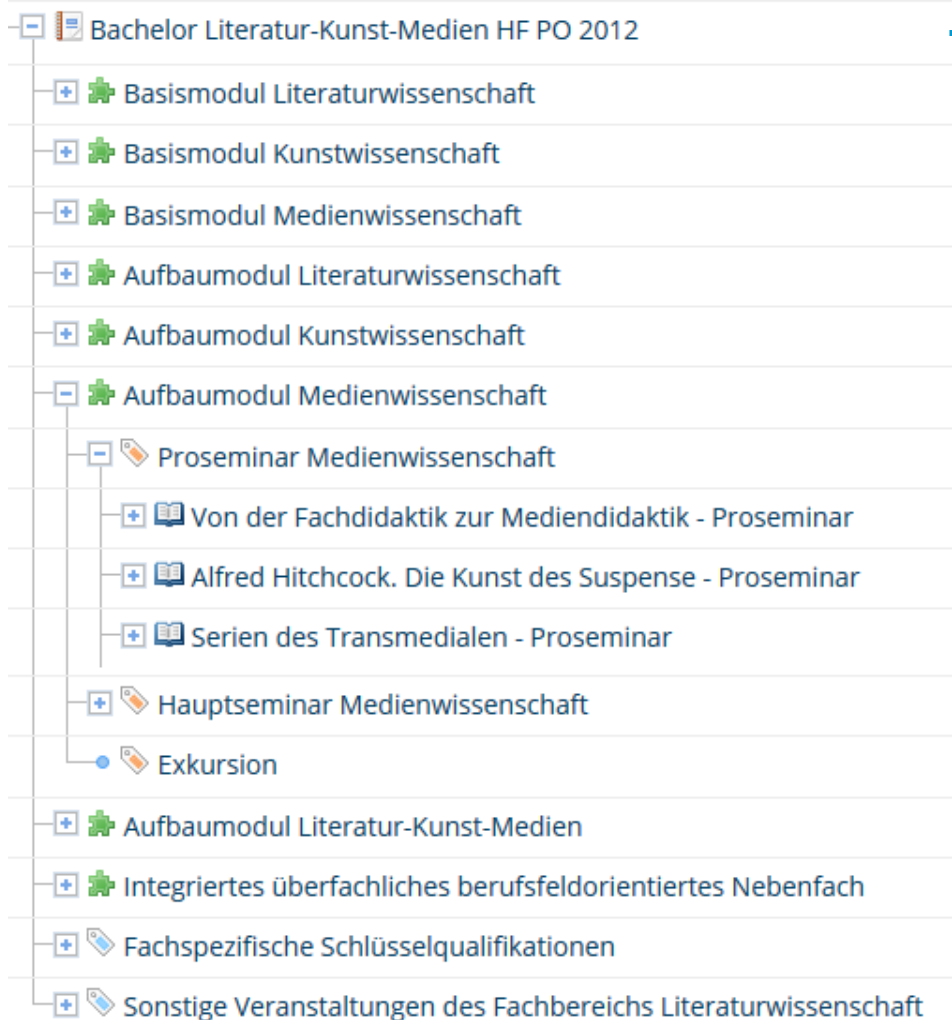 Bachelor Literatur-Kunst-Medien HF PO 2012
Basismodul Literaturwissenschaft
Basismodul Kunstwissenschaft
Basismodul Medienwissenschaft
Aufbaumodul Literaturwissenschaft
Aufbaumodul Kunstwissenschaft
Aufbaumodul Medienwissenschaft
Proseminar Medienwissenschaft
Von der Fachdidaktik zur Mediendidaktik - Proseminar
Alfred Hitchcock. Die Kunst des Suspense - Proseminar
Serien des Transmedialen - Proseminar
Hauptseminar Medienwissenschaft
Exkursion
Aufbaumodul Literatur-Kunst-Medien
Integriertes überfachliches berufsfeldorientiertes Nebenfach
Fachspezifische Schlüsselqualifikationen
Sonstige Veranstaltungen des Fachbereichs Literaturwissenschaft